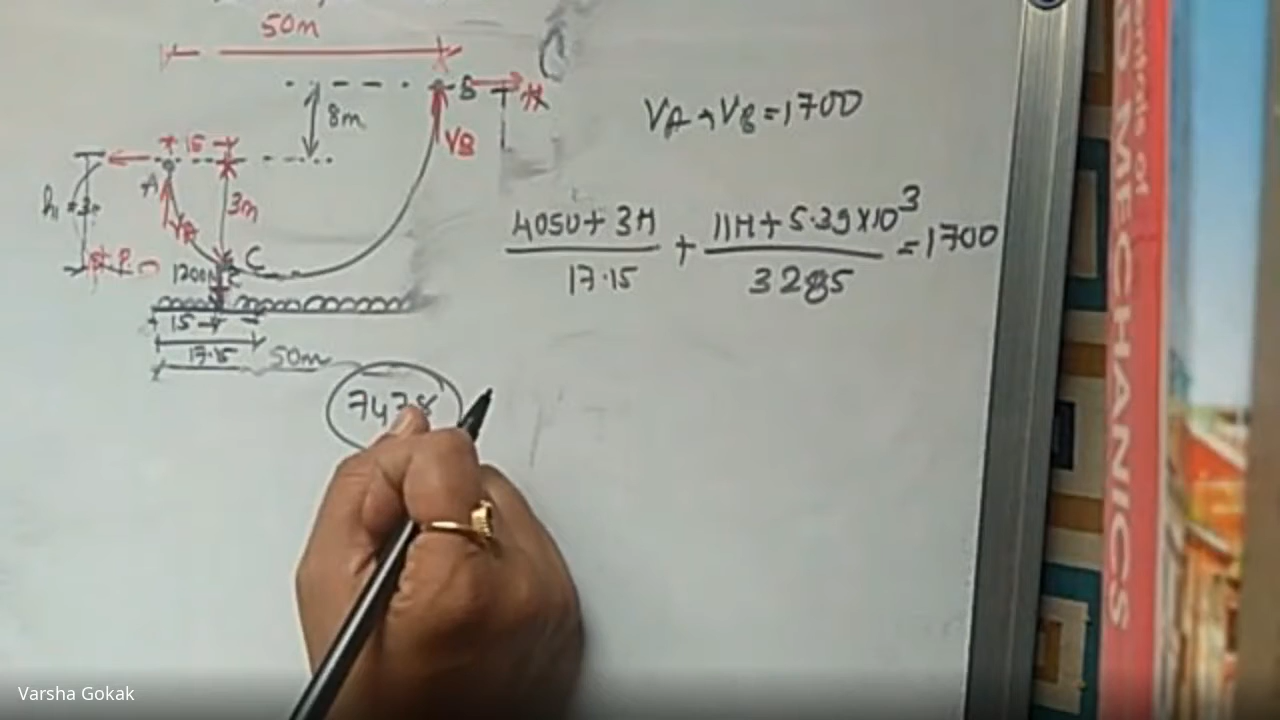 50m
8m
B
H
VB
15
A
3m
VA
C
1200N
15
17.15
50m
7478
VA + VB = 1700
4050 + 3H
17.15
+
11H + 5.39 x 10³
3285
= 1700
MECHANICS
Varsha Gokak